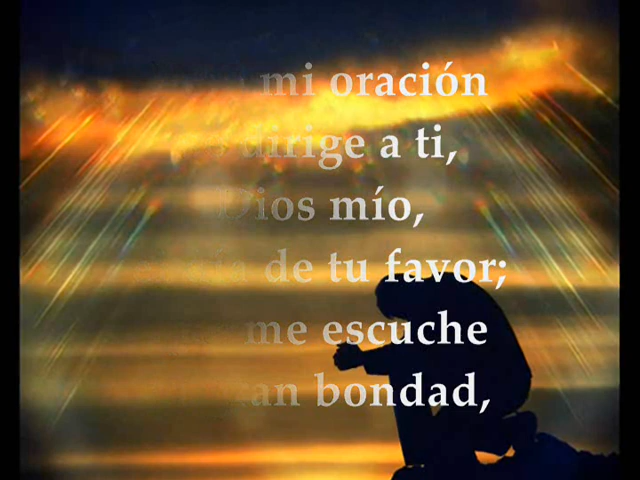 mi oración
dirige a ti,
Dios mío,
de tu favor;
me escuche
bondad,